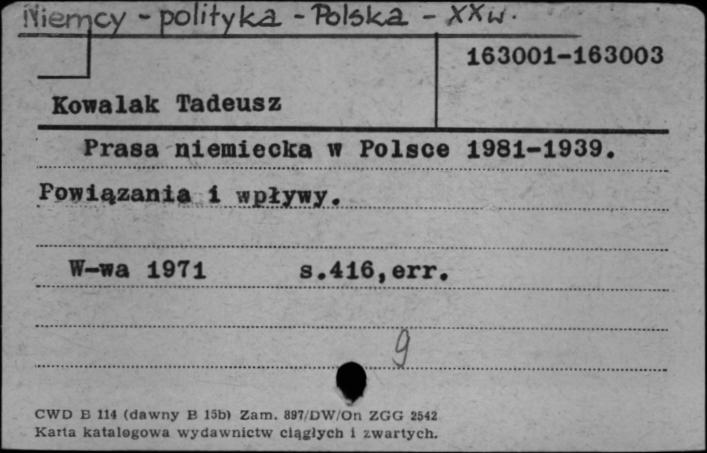 Niemcy - polityka - Polska - XXw.
163001-163003
Kowalak Tadeusz
Prasa niemiecka w Polsce 1981-1939.
Powiązania i wpływy.
W-wa 1971 s.416,err.
9
CWD B 114 (dawny B 15b) Zam. 897/DW/On ZGG 2542
Karta katalogowa wydawnictw ciągłych i zwartych.